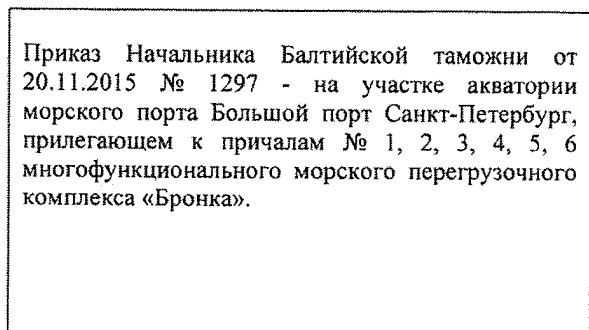 Приказ Начальника Балтийской таможни от
20.11.2015 № 1297 - на участке акватории
морского порта Большой порт Санкт-Петербург,
прилегающем к причалам № 1, 2, 3, 4, 5, 6
многофункционального морского перегрузочного
комплекса «Бронка».